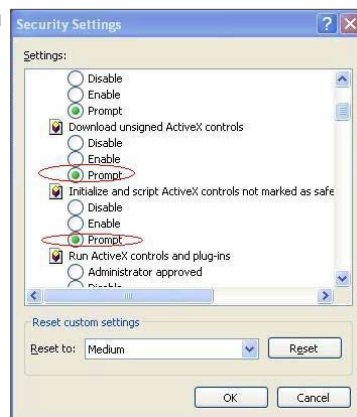 Security Settings
Settings:
Disable
Enable
Prompt
Download unsigned ActiveX controls
Disable
Enable
Prompt
Initialize and script ActiveX controls not marked as safe
Disable
Enable
Prompt
Run ActiveX controls and plug-ins
Administrator approved
Disable
Reset custom settings
Reset to: Medium Reset
OK Cancel